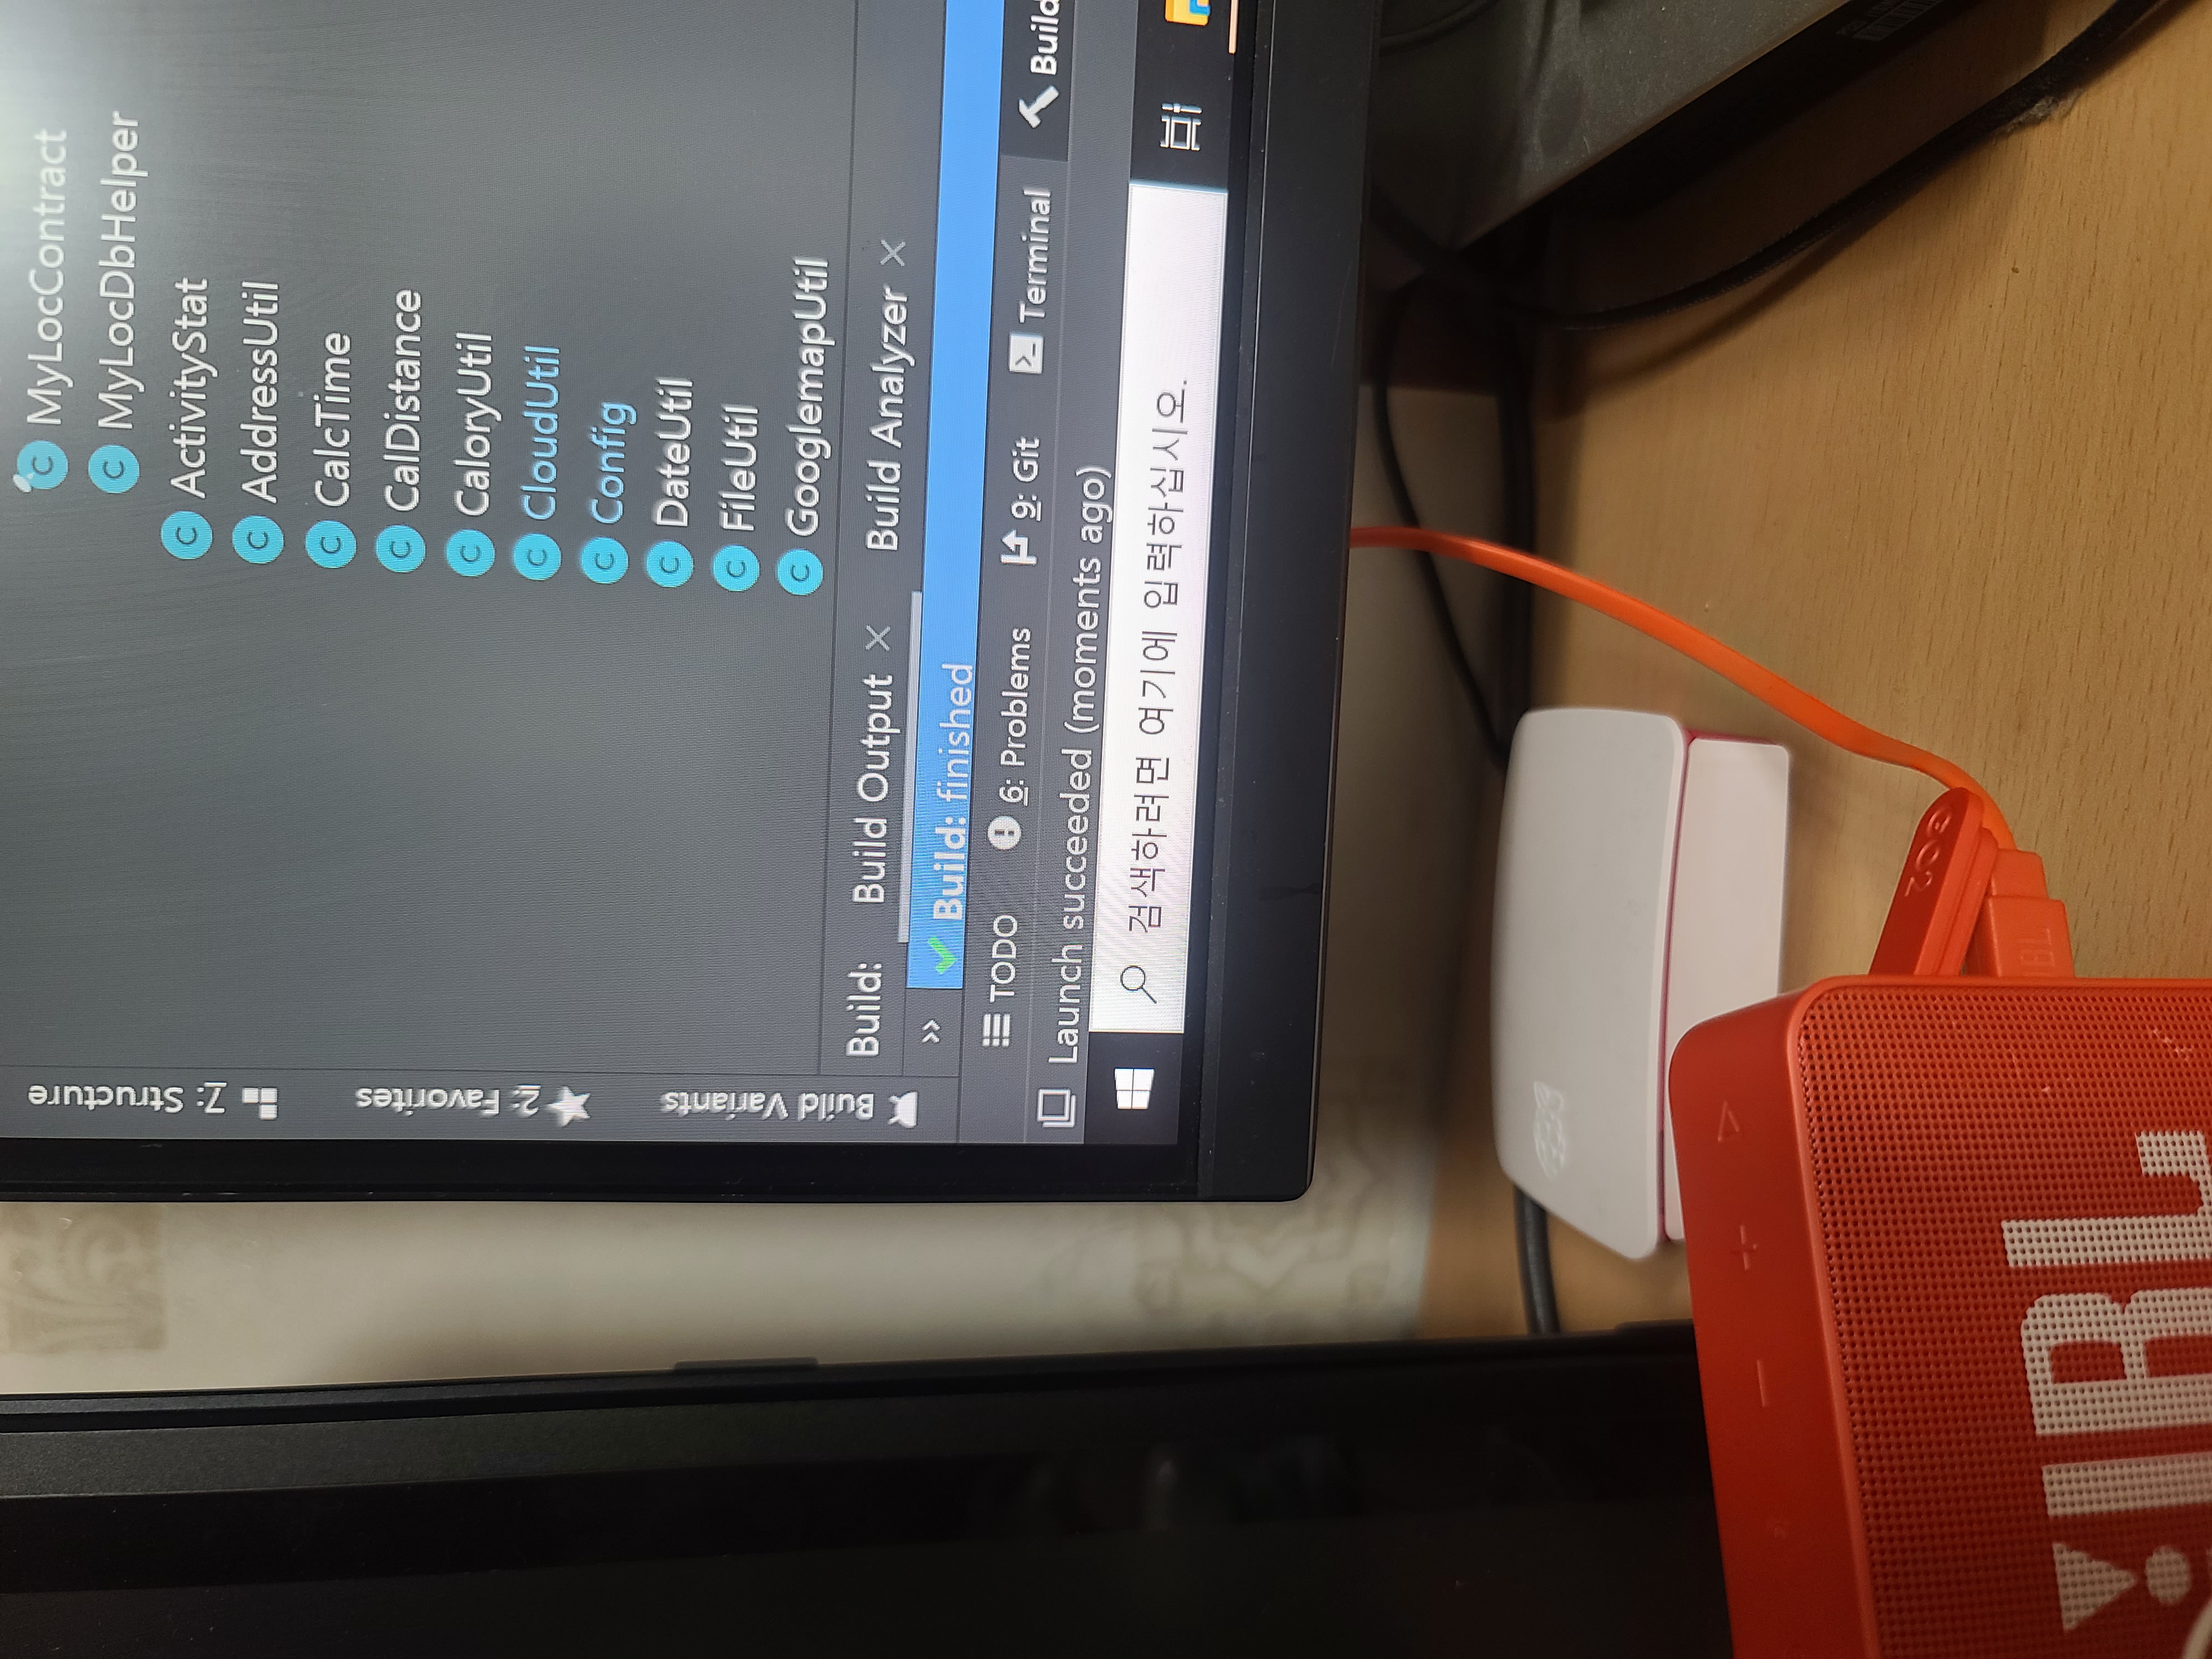 MyLocContract
MyLocDbHelper
ActivityStat
AddressUtil
CalcTime
CalDistance
CaloryUtil
CloudUtil
Config
DateUtil
FileUtil
GooglemapUtil
7: Structure
2: Favorites
Build Variants
Build: Build Output Build Analyzer
Build: finished
TODO 6: Problems 9: Git Terminal Build
Launch succeeded (moments ago)
검색하려면 여기에 입력하십시오.
GO2
JBL
JBL